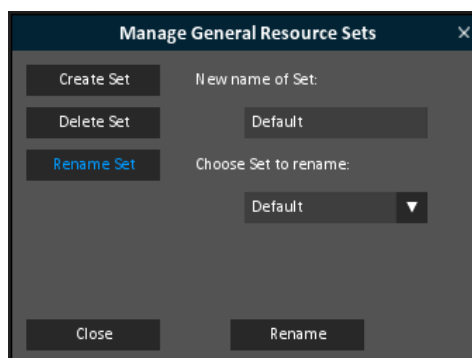 Manage General Resource Sets
Create Set
New name of Set:
Delete Set
Default
Rename Set
Choose Set to rename:
Default
Close
Rename